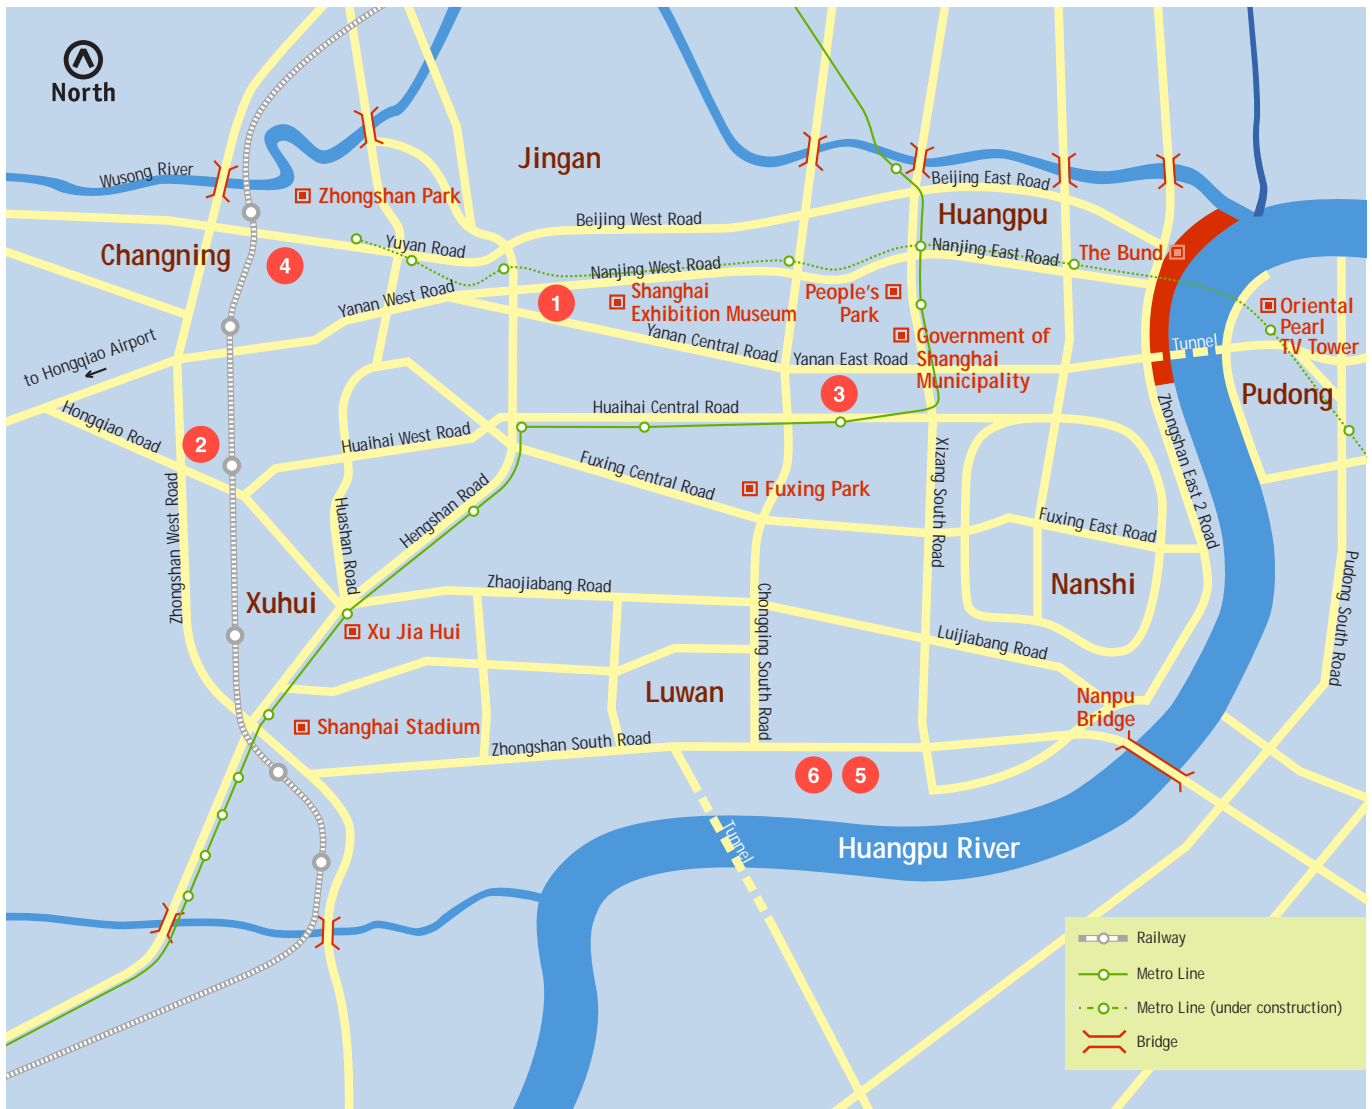 North
Jingan
Wusong River
Zhongshan Park
Beijing East Road
Huangpu
Beijing West Road
Changning
Yuyan Road
Nanjing East Road
The Bund
4
Nanjing West Road
Yanan West Road
1
Shanghai
Exhibition Museum
People's
Park
Oriental
Pearl
TV Tower
Yanan Central Road
Government of
Shanghai
Municipality
Tunnel
to Hongqiao Airport
Yanan East Road
3
Pudong
Huaihai Central Road
Hongqiao Road
2
Huaihai West Road
Zhongshan East 2 Road
Fuxing Central Road
Xizang South Road
Fuxing Park
Zhongshan West Road
Huashan Road
Hengshan Road
Fuxing East Road
Nanshi
Pudong South Road
Xuhui
Zhaojiabang Road
Chongqing South Road
Xu Jia Hui
Luijiabang Road
Luwan
Nanpu
Bridge
Shanghai Stadium
Zhongshan South Road
6
5
Tunnel
Huangpu River
Railway
Metro Line
Metro Line (under construction)
Bridge